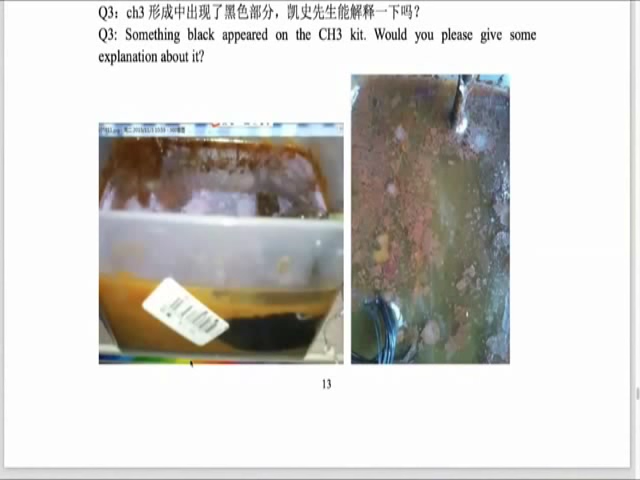 Q3：ch3 形成中出现了黑色部分，凯史先生能解释一下吗？
Q3: Something black appeared on the CH3 kit. Would you please give some
explanation about it?
13